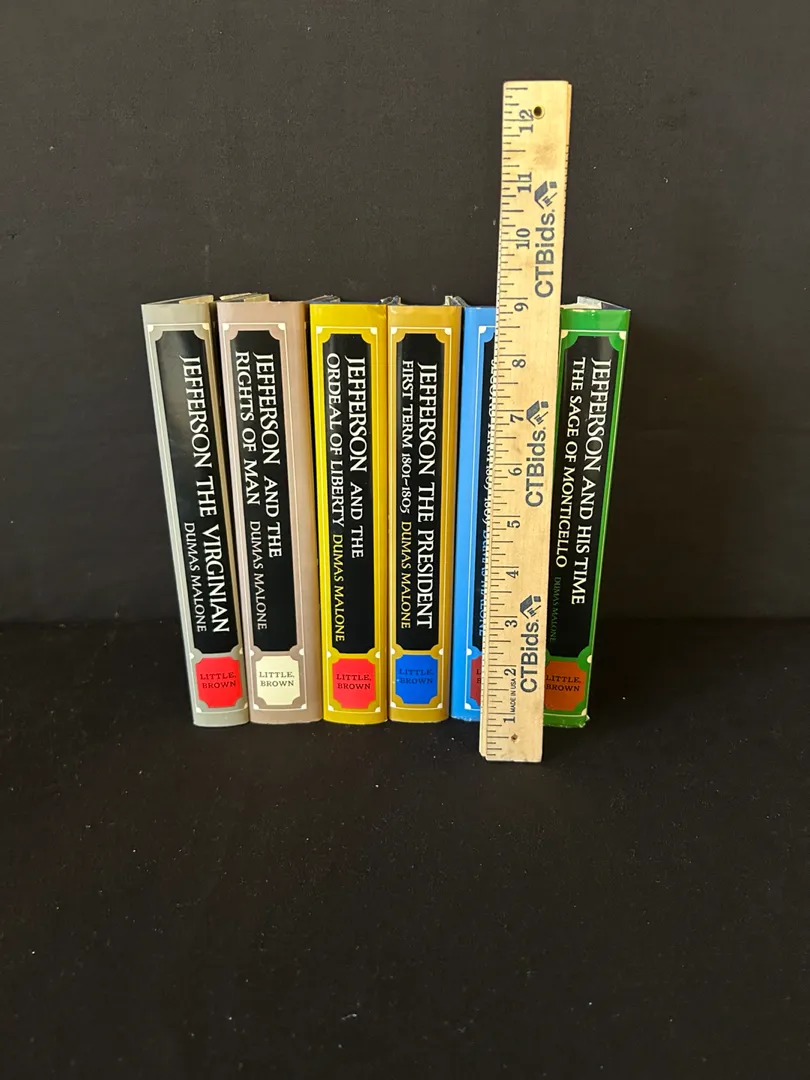 JEFFERSON THE VIRGINIAN
DUMAS MALONE
LITTLE,
BROWN
JEFFERSON AND THE
RIGHTS OF MAN DUMAS MALONE
LITTLE,
BROWN
JEFFERSON AND THE
ORDEAL OF LIBERTY DUMAS MALONE
LITTLE,
BROWN
JEFFERSON THE PRESIDENT
FIRST TERM 1801-1805 DUMAS MALONE
LITTLE,
BROWN
1 2 3 4 5 6 7 8 9 10 11 12
MADE IN USA
CTBids.
CTBids.
CTBids.
JEFFERSON AND HIS TIME
THE SAGE OF MONTICELLO
DUMAS MALONE
LITTLE,
BROWN